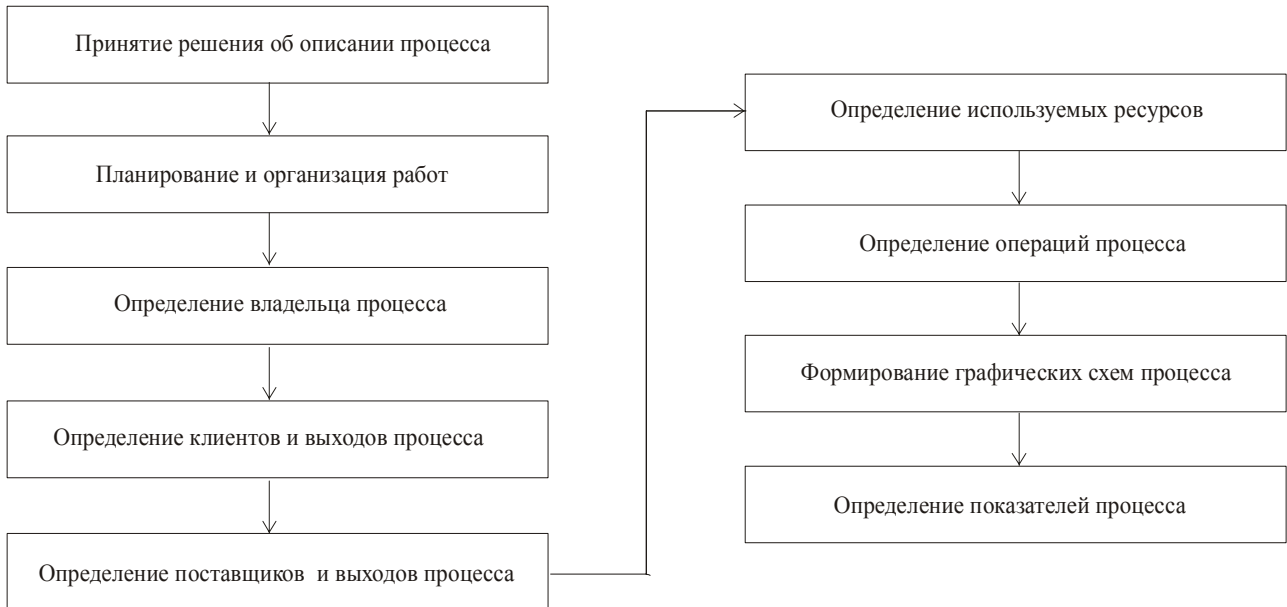 Принятие решения об описании процесса
Планирование и организация работ
Определение владельца процесса
Определение клиентов и выходов процесса
Определение поставщиков и выходов процесса
Определение используемых ресурсов
Определение операций процесса
Формирование графических схем процесса
Определение показателей процесса